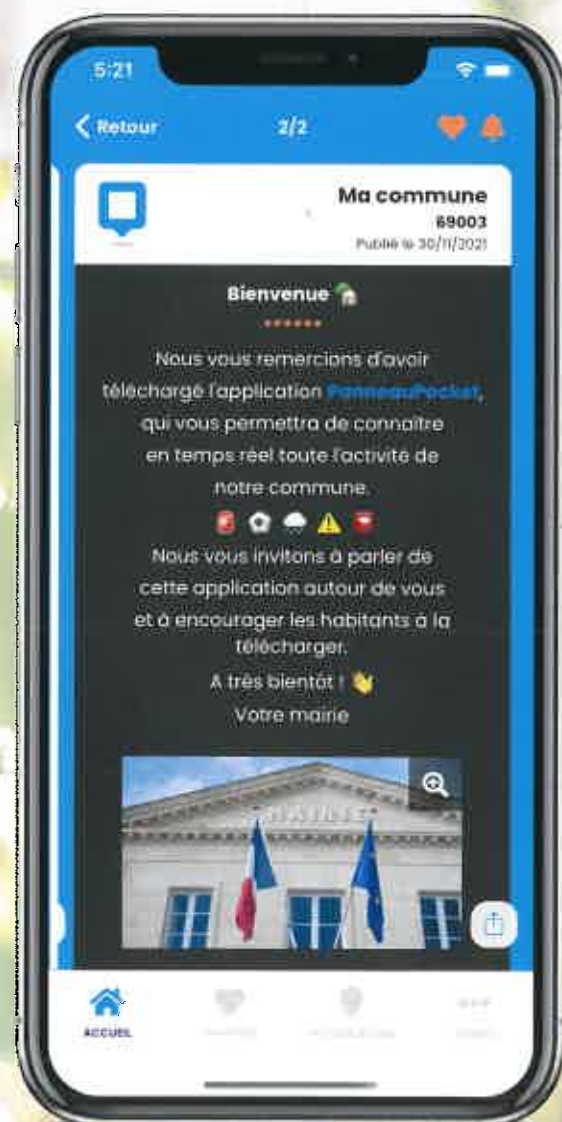 5:21
Retour
2/2
Ma commune
69003
Publié le 30/11/2021
Bienvenue
Nous vous remercions d'avoir
téléchargé l'application PanneauPocket,
qui vous permettra de connaître
en temps réel toute l'activité de
notre commune.
Nous vous invitons à parler de
cette application autour de vous
et à encourager les habitants à la
télécharger.
A très bientôt !
Votre mairie
MAIRIE
ACCUEIL